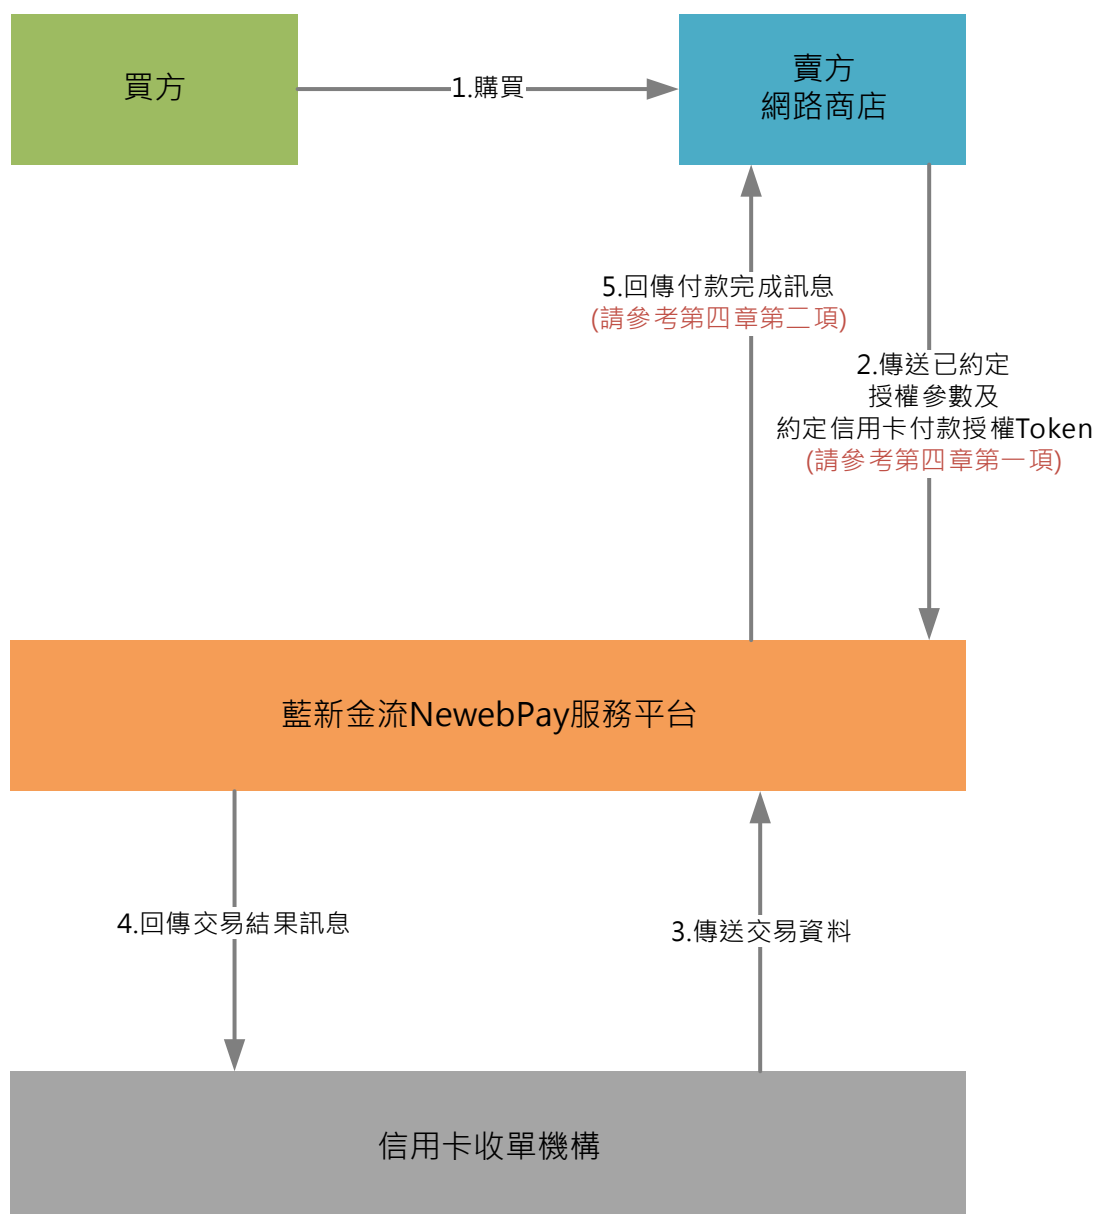 買方
1.購買
賣方
網路商店
5.回傳付款完成訊息
(請參考第四章第二項)
2.傳送已約定
授權參數及
約定信用卡付款授權Token
(請參考第四章第一項)
藍新金流NewebPay服務平台
4.回傳交易結果訊息
3.傳送交易資料
信用卡收單機構